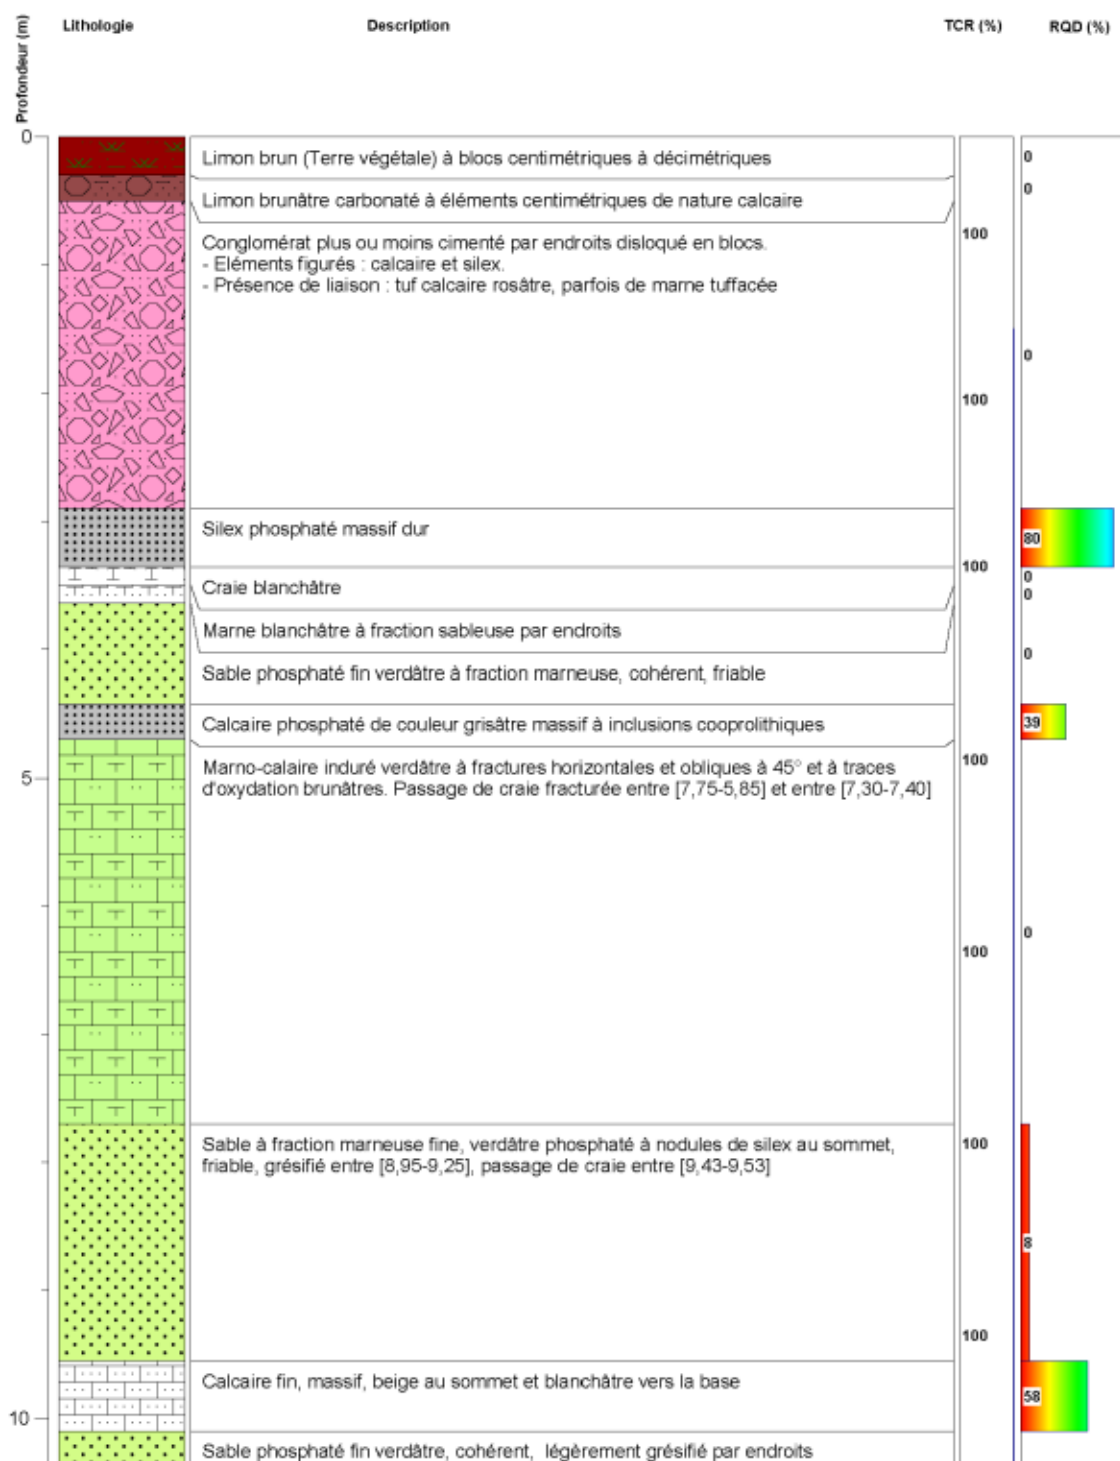 Profondeur (m)
Lithologie
Description
TCR (%)
RQD (%)
0
Limon brun (Terre végétale) à blocs centimétriques à décimétriques
0
0
Limon brunâtre carbonaté à éléments centimétriques de nature calcaire
100
Conglomérat plus ou moins cimenté par endroits disloqué en blocs.
- Eléments figurés : calcaire et silex.
- Présence de liaison : tuf calcaire rosâtre, parfois de marne tuffacée
0
100
Silex phosphaté massif dur
80
100
0
Craie blanchâtre
0
Marne blanchâtre à fraction sableuse par endroits
0
Sable phosphaté fin verdâtre à fraction marneuse, cohérent, friable
Calcaire phosphaté de couleur grisâtre massif à inclusions cooprolithiques
39
100
5
Marno-calaire induré verdâtre à fractures horizontales et obliques à 45° et à traces
d'oxydation brunâtres. Passage de craie fracturée entre [7,75-5,85] et entre [7,30-7,40]
0
100
100
Sable à fraction marneuse fine, verdâtre phosphaté à nodules de silex au sommet,
friable, grésifié entre [8,95-9,25], passage de craie entre [9,43-9,53]
8
100
Calcaire fin, massif, beige au sommet et blanchâtre vers la base
58
10
Sable phosphaté fin verdâtre, cohérent, légèrement grésifié par endroits